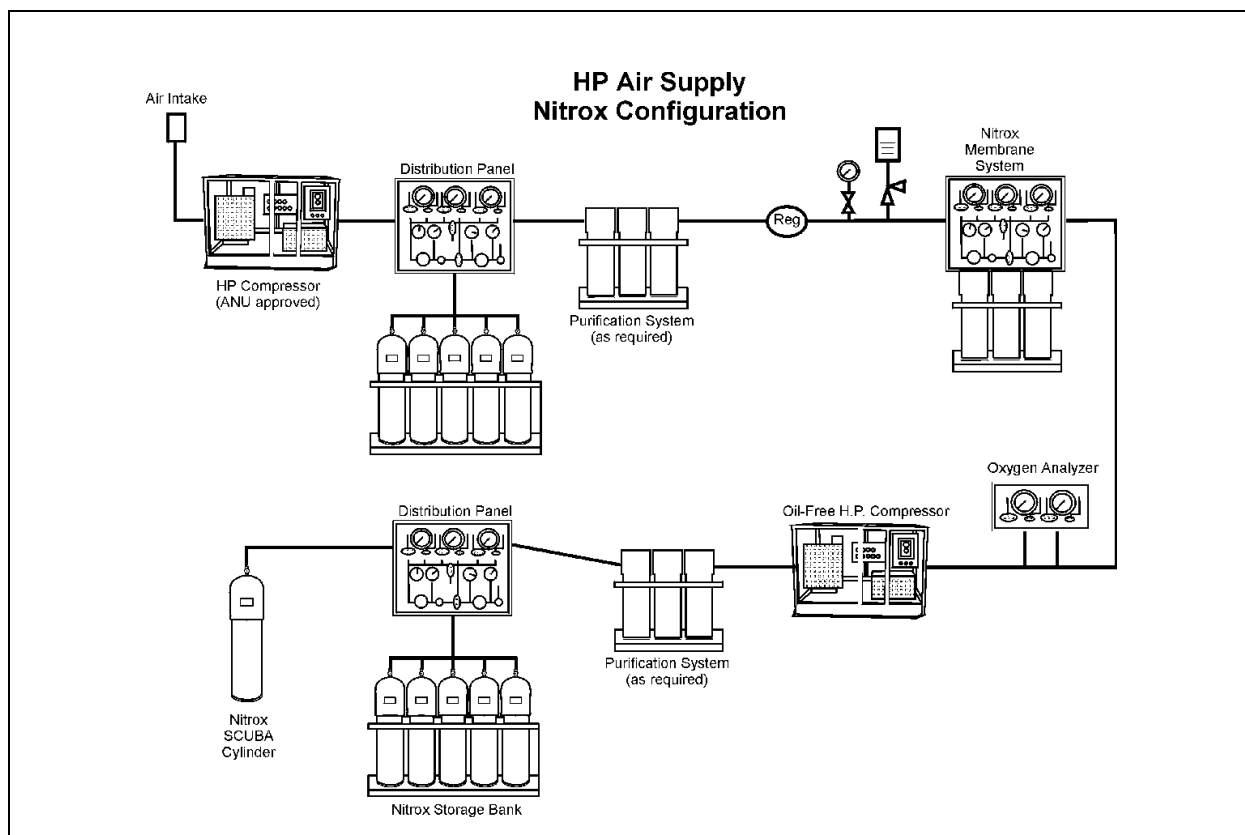 HP Air Supply
Nitrox Configuration
Air Intake
HP Compressor
(ANU approved)
Distribution Panel
Purification System
(as required)
Reg
Nitrox
Membrane
System
Oxygen Analyzer
Oil-Free H.P. Compressor
Purification System
(as required)
Distribution Panel
Nitrox Storage Bank
Nitrox
SCUBA
Cylinder